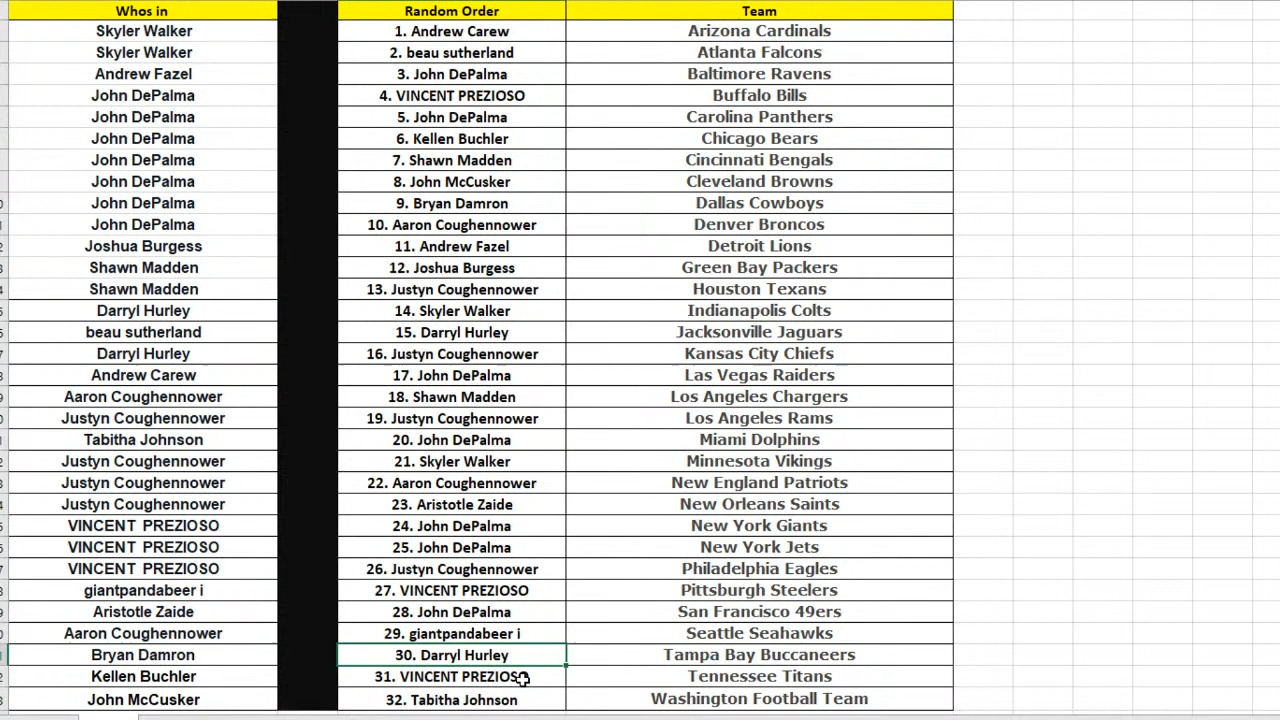 Whos in Random Order Team
Skyler Walker 1. Andrew Carew Arizona Cardinals
Skyler Walker 2. beau sutherland Atlanta Falcons
Andrew Fazel 3. John DePalma Baltimore Ravens
John DePalma 4. VINCENT PREZIOSO Buffalo Bills
John DePalma 5. John DePalma Carolina Panthers
John DePalma 6. Kellen Buchler Chicago Bears
John DePalma 7. Shawn Madden Cincinnati Bengals
John DePalma 8. John McCusker Cleveland Browns
John DePalma 9. Bryan Damron Dallas Cowboys
John DePalma 10. Aaron Coughennower Denver Broncos
Joshua Burgess 11. Andrew Fazel Detroit Lions
Shawn Madden 12. Joshua Burgess Green Bay Packers
Shawn Madden 13. Justyn Coughennower Houston Texans
Darryl Hurley 14. Skyler Walker Indianapolis Colts
beau sutherland 15. Darryl Hurley Jacksonville Jaguars
Darryl Hurley 16. Justyn Coughennower Kansas City Chiefs
Andrew Carew 17. John DePalma Las Vegas Raiders
Aaron Coughennower 18. Shawn Madden Los Angeles Chargers
Justyn Coughennower 19. Justyn Coughennower Los Angeles Rams
Tabitha Johnson 20. John DePalma Miami Dolphins
Justyn Coughennower 21. Skyler Walker Minnesota Vikings
Justyn Coughennower 22. Aaron Coughennower New England Patriots
Justyn Coughennower 23. Aristotle Zaide New Orleans Saints
VINCENT PREZIOSO 24. John DePalma New York Giants
VINCENT PREZIOSO 25. John DePalma New York Jets
VINCENT PREZIOSO 26. Justyn Coughennower Philadelphia Eagles
giantpandabeer i 27. VINCENT PREZIOSO Pittsburgh Steelers
Aristotle Zaide 28. John DePalma San Francisco 49ers
Aaron Coughennower 29. giantpandabeer i Seattle Seahawks
Bryan Damron 30. Darryl Hurley Tampa Bay Buccaneers
Kellen Buchler 31. VINCENT PREZIOSO Tennessee Titans
John McCusker 32. Tabitha Johnson Washington Football Team